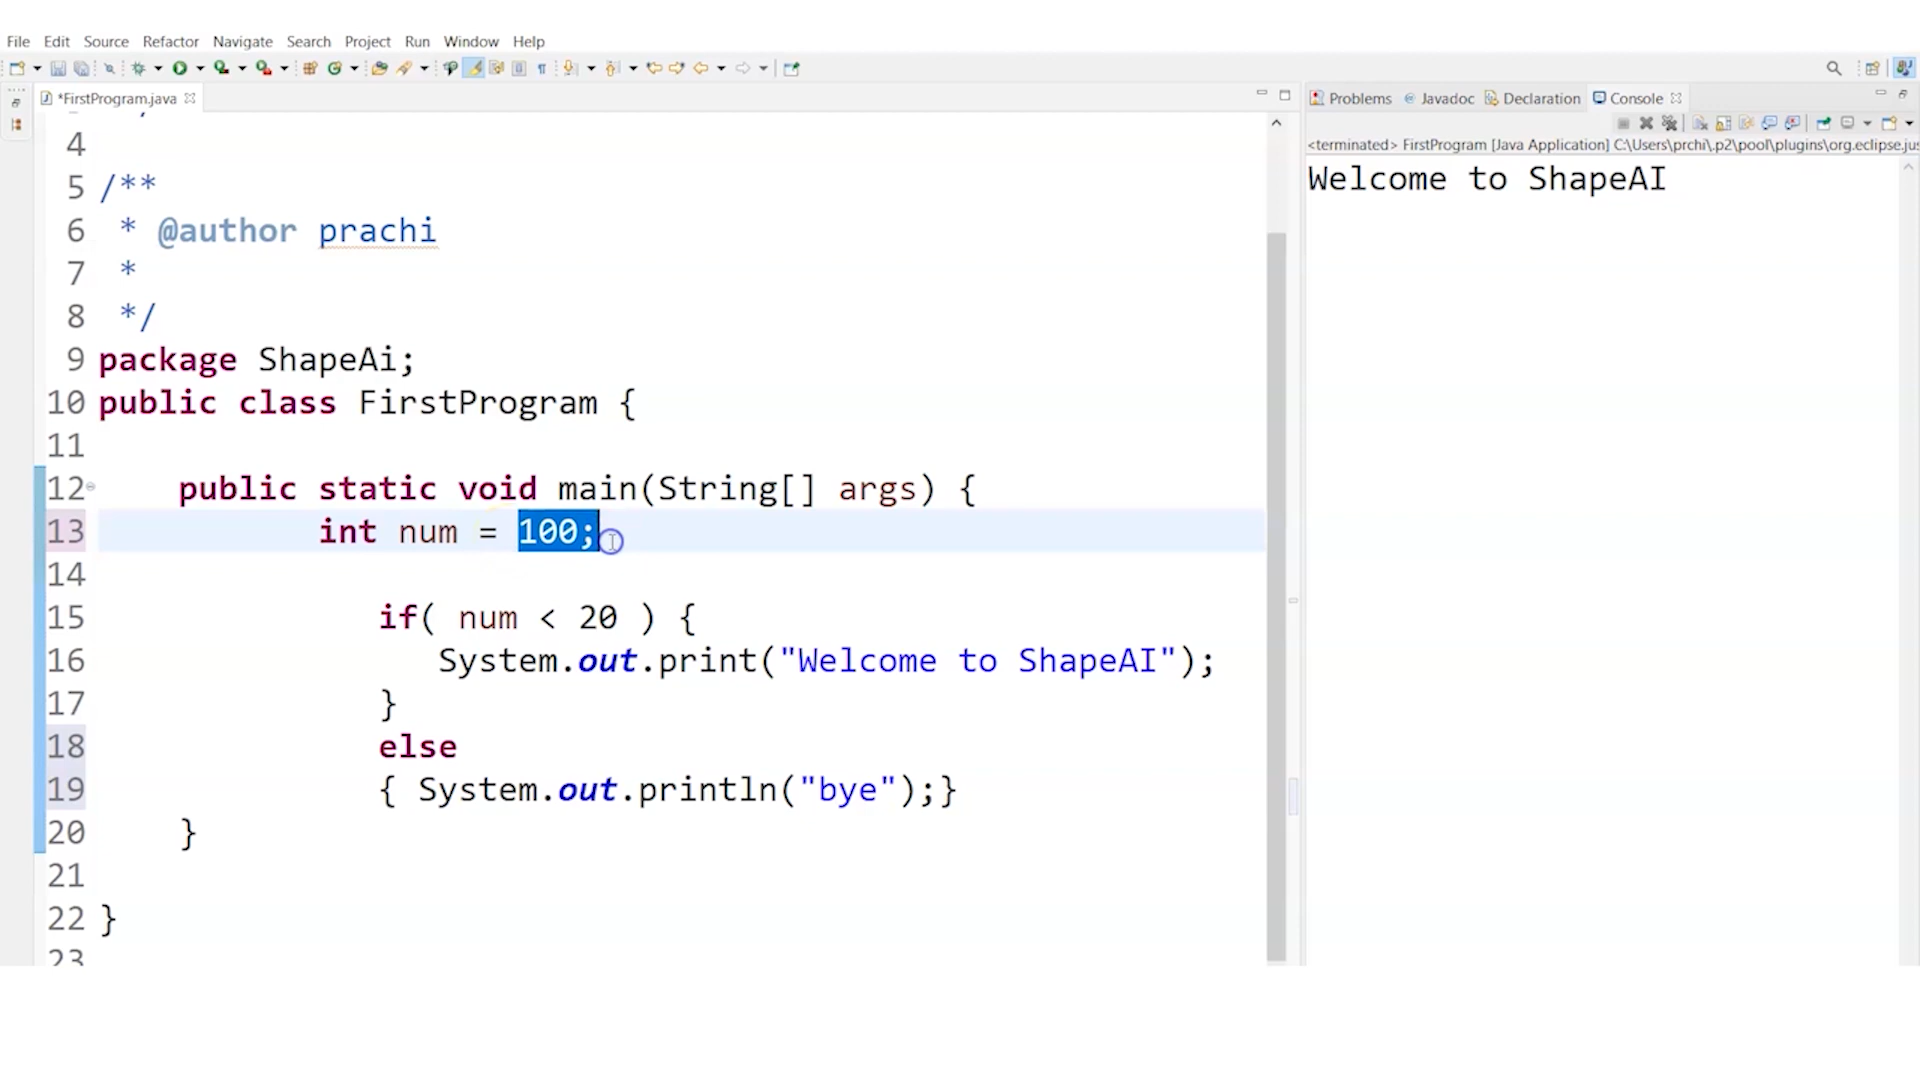 File Edit Source Refactor Navigate Search Project Run Window Help
*FirstProgram.java
4
5 /**
6 * @author prachi
7 *
8 */
9 package ShapeAi;
10 public class FirstProgram {
11
12 public static void main(String[] args) {
13 int num = 100;
14
15 if( num < 20 ) {
16 System.out.print("Welcome to ShapeAI");
17 }
18 else
19 { System.out.println("bye");}
20 }
21
22 }
23
Problems Javadoc Declaration Console
<terminated> FirstProgram [Java Application] C:\Users\prchi\.p2\pool\plugins\org.eclipse.jus
Welcome to ShapeAI